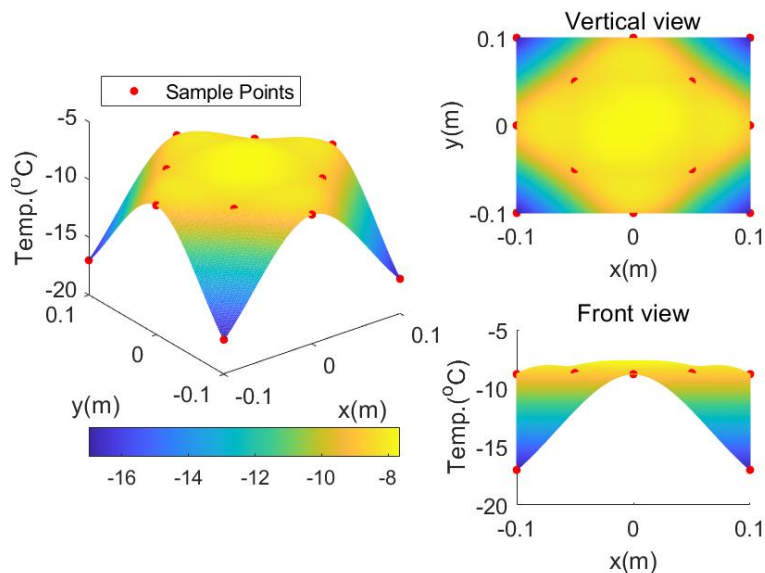 Sample Points
-5
-10
-15
-20
Temp.(°C)
0.1
0
-0.1
y(m)
-0.1
0
0.1
x(m)
-16
-14
-12
-10
-8
Vertical view
0.1
0
-0.1
y(m)
-0.1
0
0.1
x(m)
Front view
-5
-10
-15
-20
Temp.(°C)
-0.1
0
0.1
x(m)